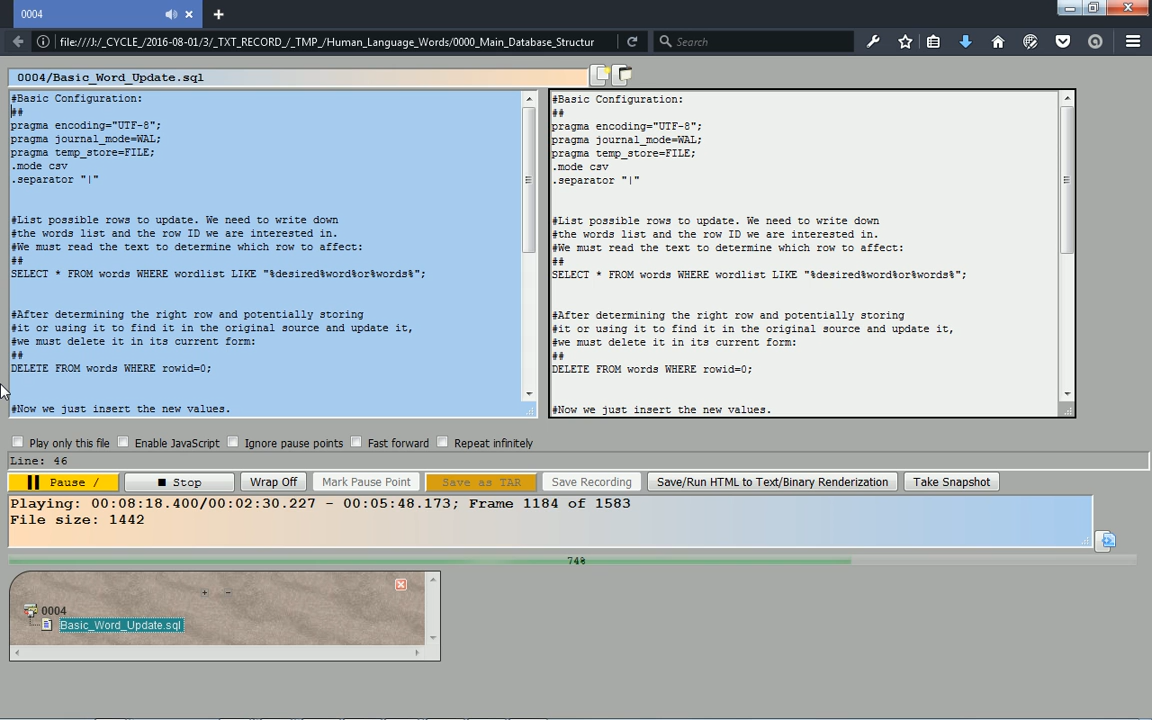 0004
file:///J:/_CYCLE_/2016-08-01/3/_TXT_RECORD_/_TMP_/Human_Language_Words/0000_Main_Database_Structur
Search
0004/Basic_Word_Update.sql
#Basic Configuration:
##
pragma encoding="UTF-8";
pragma journal_mode=WAL;
pragma temp_store=FILE;
.mode csv
.separator "|"
#List possible rows to update. We need to write down
#the words list and the row ID we are interested in.
#We must read the text to determine which row to affect:
##
SELECT * FROM words WHERE wordlist LIKE "%desired%word%or%words%";
#After determining the right row and potentially storing
#it or using it to find it in the original source and update it,
#we must delete it in its current form:
##
DELETE FROM words WHERE rowid=0;
#Now we just insert the new values.
#Basic Configuration:
##
pragma encoding="UTF-8";
pragma journal_mode=WAL;
pragma temp_store=FILE;
.mode csv
.separator "|"
#List possible rows to update. We need to write down
#the words list and the row ID we are interested in.
#We must read the text to determine which row to affect:
##
SELECT * FROM words WHERE wordlist LIKE "%desired%word%or%words%";
#After determining the right row and potentially storing
#it or using it to find it in the original source and update it,
#we must delete it in its current form:
##
DELETE FROM words WHERE rowid=0;
#Now we just insert the new values.
Play only this file Enable JavaScript Ignore pause points Fast forward Repeat infinitely
Line: 46
Pause / Stop Wrap Off Mark Pause Point Save as TAR Save Recording Save/Run HTML to Text/Binary Renderization Take Snapshot
Playing: 00:08:18.400/00:02:30.227 - 00:05:48.173; Frame 1184 of 1583
File size: 1442
74%
+ -
0004
Basic_Word_Update.sql